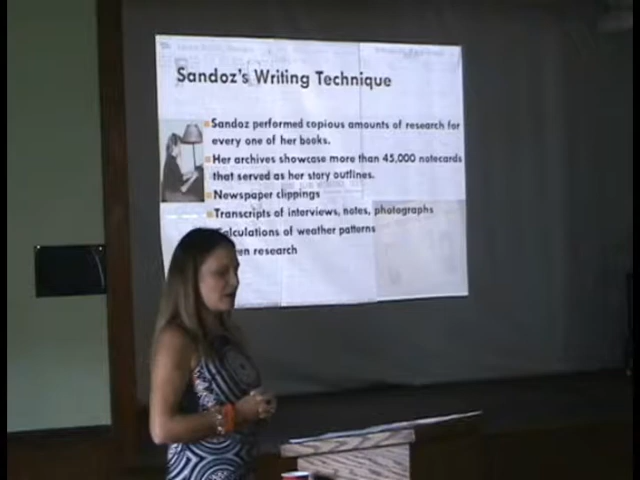 Sandoz's Writing Technique
Sandoz performed copious amounts of research for
every one of her books.
Her archives showcase more than 45,000 notecards
that served as her story outlines.
Newspaper clippings
Transcripts of interviews, notes, photographs
Calculations of weather patterns
research